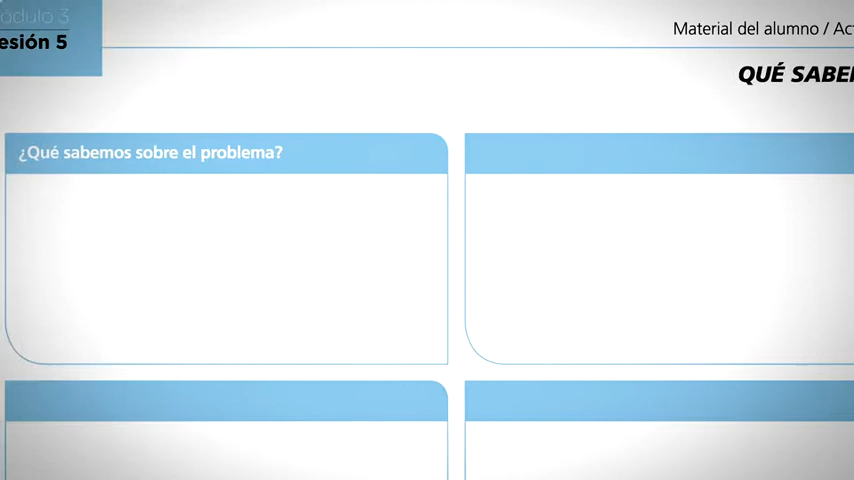 ódulo 3
esión 5
Material del alumno / Ac
QUÉ SABE
¿Qué sabemos sobre el problema?